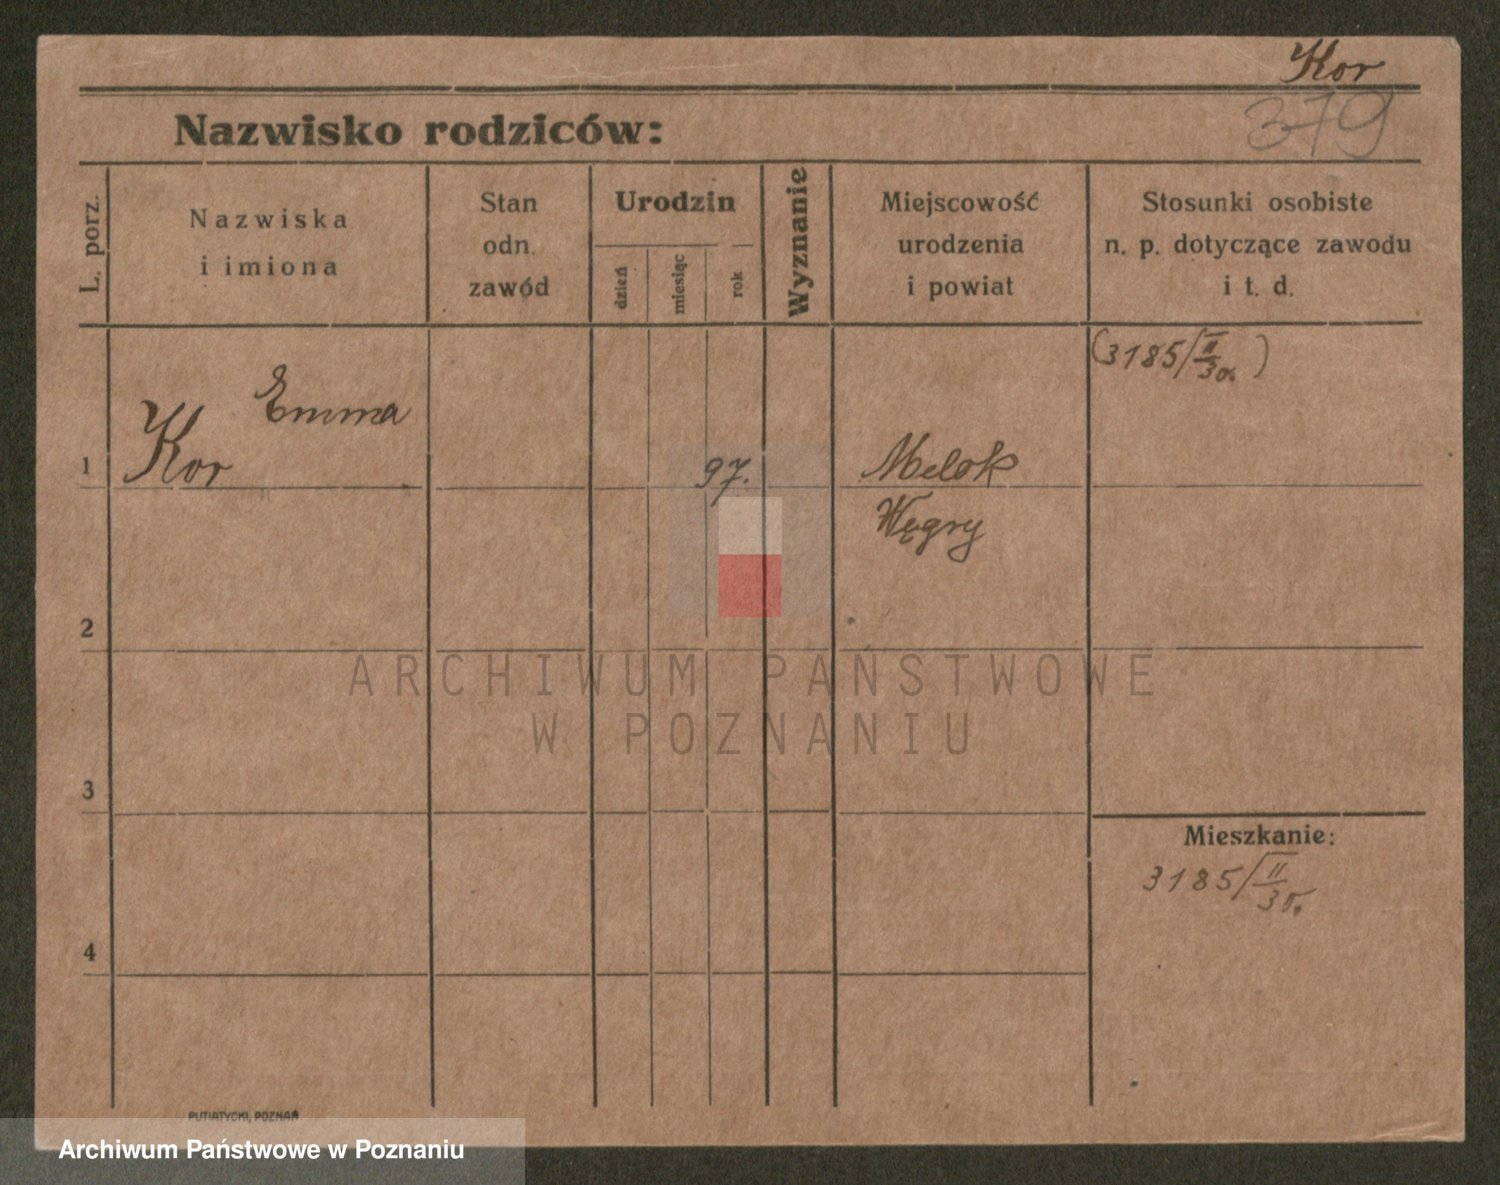 Kor
379
Nazwisko rodziców:
L. porz.
Nazwiska
i imiona
Stan
odn.
zawód
Urodzin
dzień
miesiąc
rok
Wyznanie
Miejscowość
urodzenia
i powiat
Stosunki osobiste
n. p. dotyczące zawodu
i t. d.
(3185/II/30.)
Emma
1 Kor 97. Melok
Węgry
2
ARCHIWUM PAŃSTWOWE
W POZNANIU
3
Mieszkanie:
3185/II/30.
4
PUTIATYCKI, POZNAŃ
Archiwum Państwowe w Poznaniu